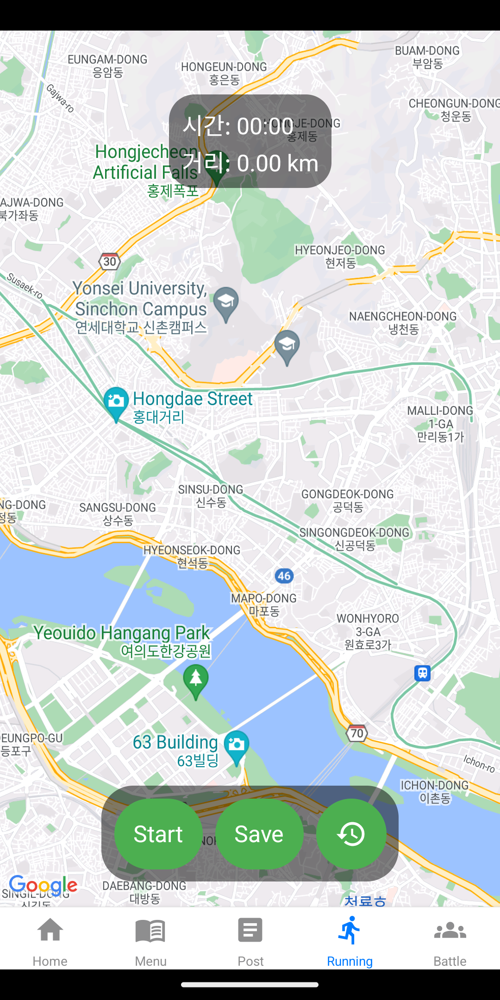 BUAM-DONG
부암동
EUNGAM-DONG
응암동
HONGEUN-DONG
홍은동
Gajwa-ro
CHEONGUN-DONG
청운동
시간: 00:00
HONGJE-DONG
홍제동
거리: 0.00 km
Hongjecheon
Artificial Falls
홍제폭포
AJWA-DONG
북가좌동
HYEONJEO-DONG
현저동
30
Susaek-ro
Yonsei University,
Sinchon Campus
연세대학교 신촌캠퍼스
NAENGCHEON-DONG
냉천동
Hongdae Street
홍대거리
MALLI-DONG
1-GA
만리동1가
SINSU-DONG
신수동
GONGDEOK-DONG
공덕동
NG-DONG
정동
SANGSU-DONG
상수동
SINGONGDEOK-DONG
신공덕동
HYEONSEOK-DONG
현석동
46
MAPO-DONG
마포동
WONHYORO
3-GA
원효로3가
Yeouido Hangang Park
여의도한강공원
70
DEUNGPO-GU
등포구
63 Building
63빌딩
Ichon-ro
ICHON-DONG
이촌동
Start
Save
Google
SINGIL-DONG
신길동
DAEBANG-DONG
대방동
Home
Menu
Post
Running
Battle